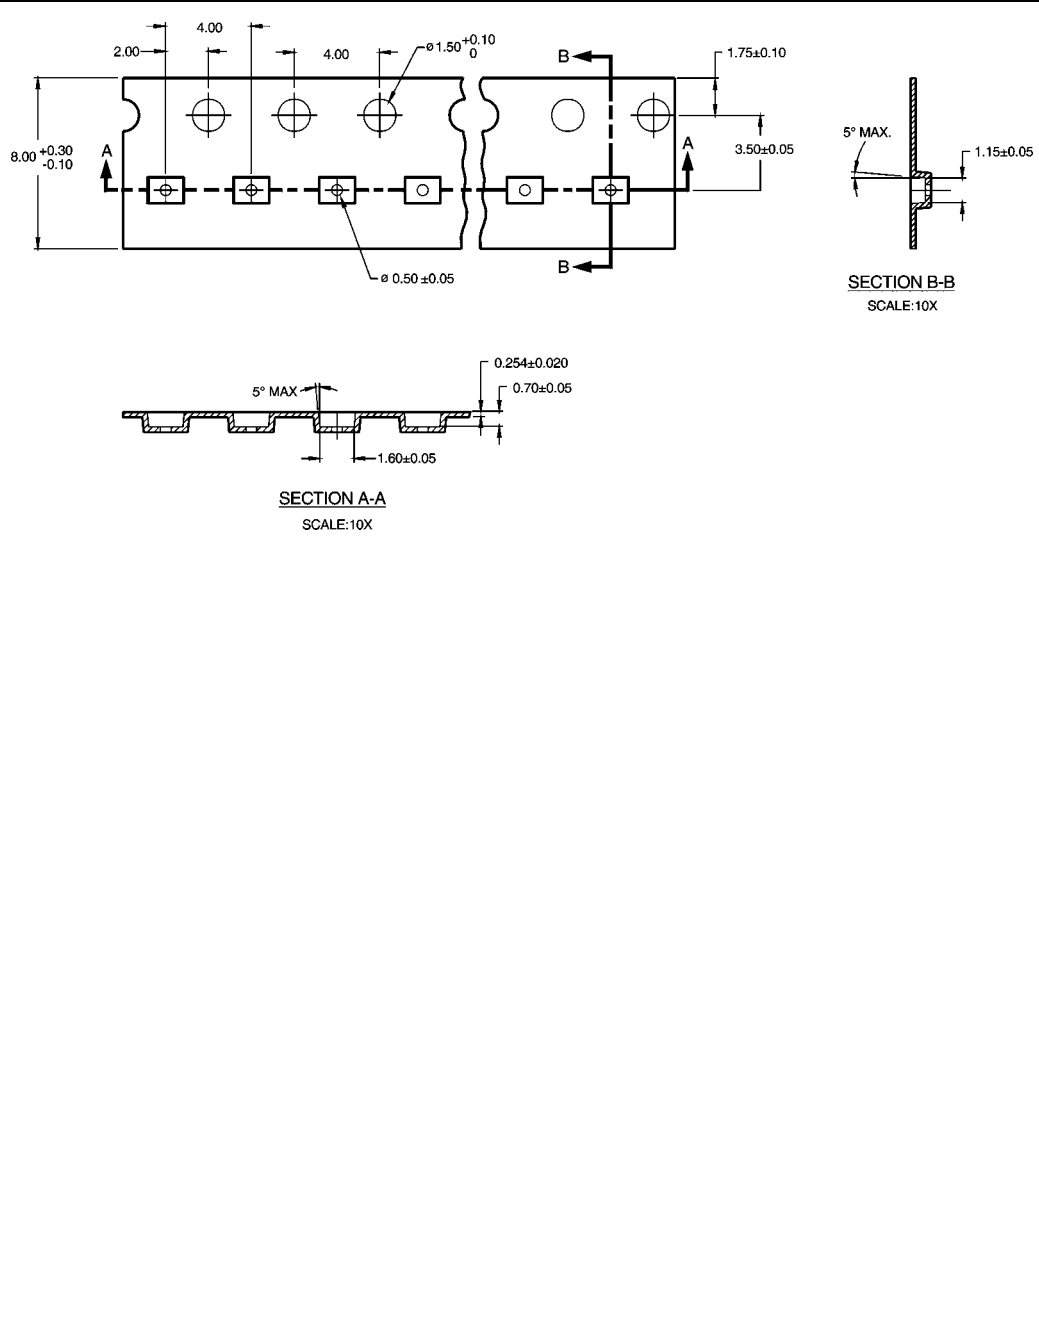 4.00
2.00
4.00
ø1.50 +0.10
0
B
1.75±0.10
8.00 +0.30
-0.10
A
A
3.50±0.05
5° MAX.
1.15±0.05
B
ø 0.50 ±0.05
SECTION B-B
SCALE:10X
0.254±0.020
5° MAX
0.70±0.05
1.60±0.05
SECTION A-A
SCALE:10X